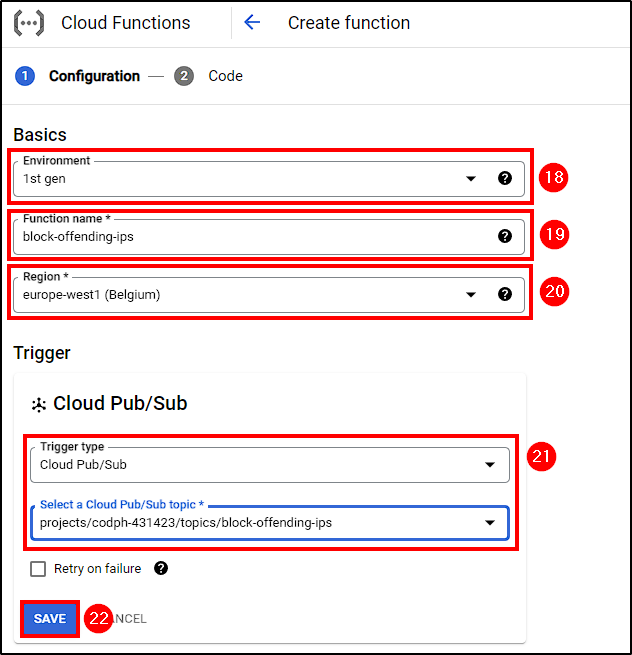 Cloud Functions
Create function
1 Configuration
2 Code
Basics
Environment
1st gen
18
Function name *
block-offending-ips
19
Region *
europe-west1 (Belgium)
20
Trigger
Cloud Pub/Sub
Trigger type
Cloud Pub/Sub
21
Select a Cloud Pub/Sub topic *
projects/codph-431423/topics/block-offending-ips
Retry on failure
SAVE
22
ANCEL